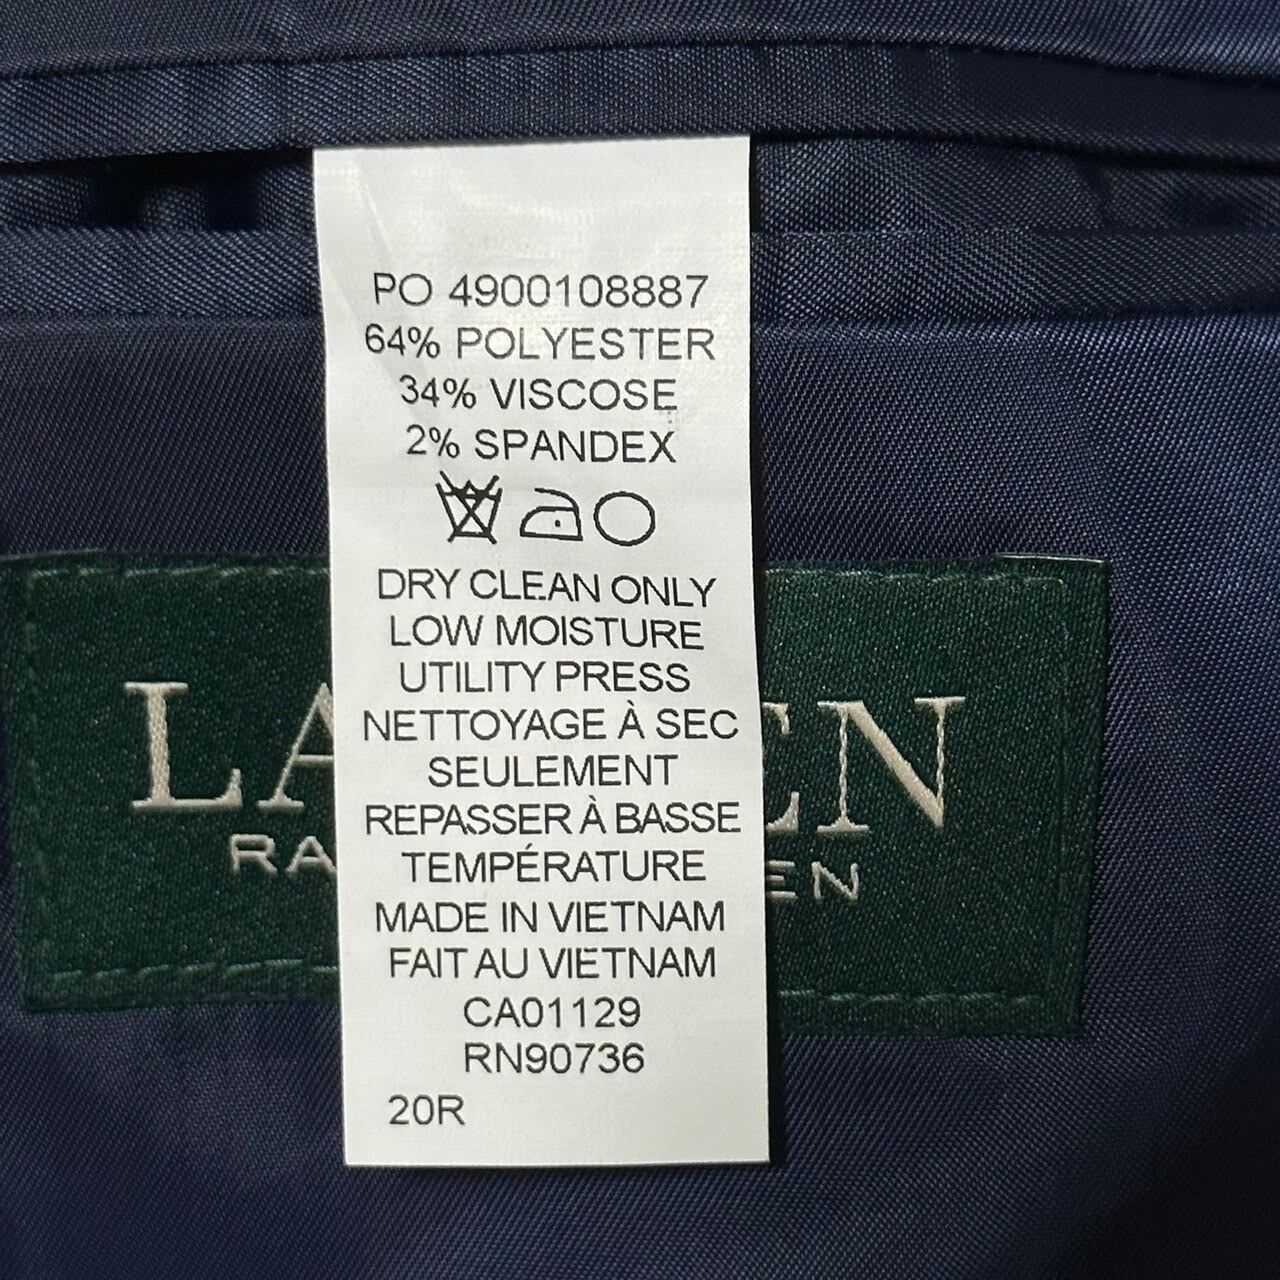 PO 4900108887
64% POLYESTER
34% VISCOSE
2% SPANDEX
DRY CLEAN ONLY
LOW MOISTURE
UTILITY PRESS
NETTOYAGE À SEC
SEULEMENT
REPASSER À BASSE
TEMPÉRATURE
MADE IN VIETNAM
FAIT AU VIETNAM
CA01129
RN90736
20R